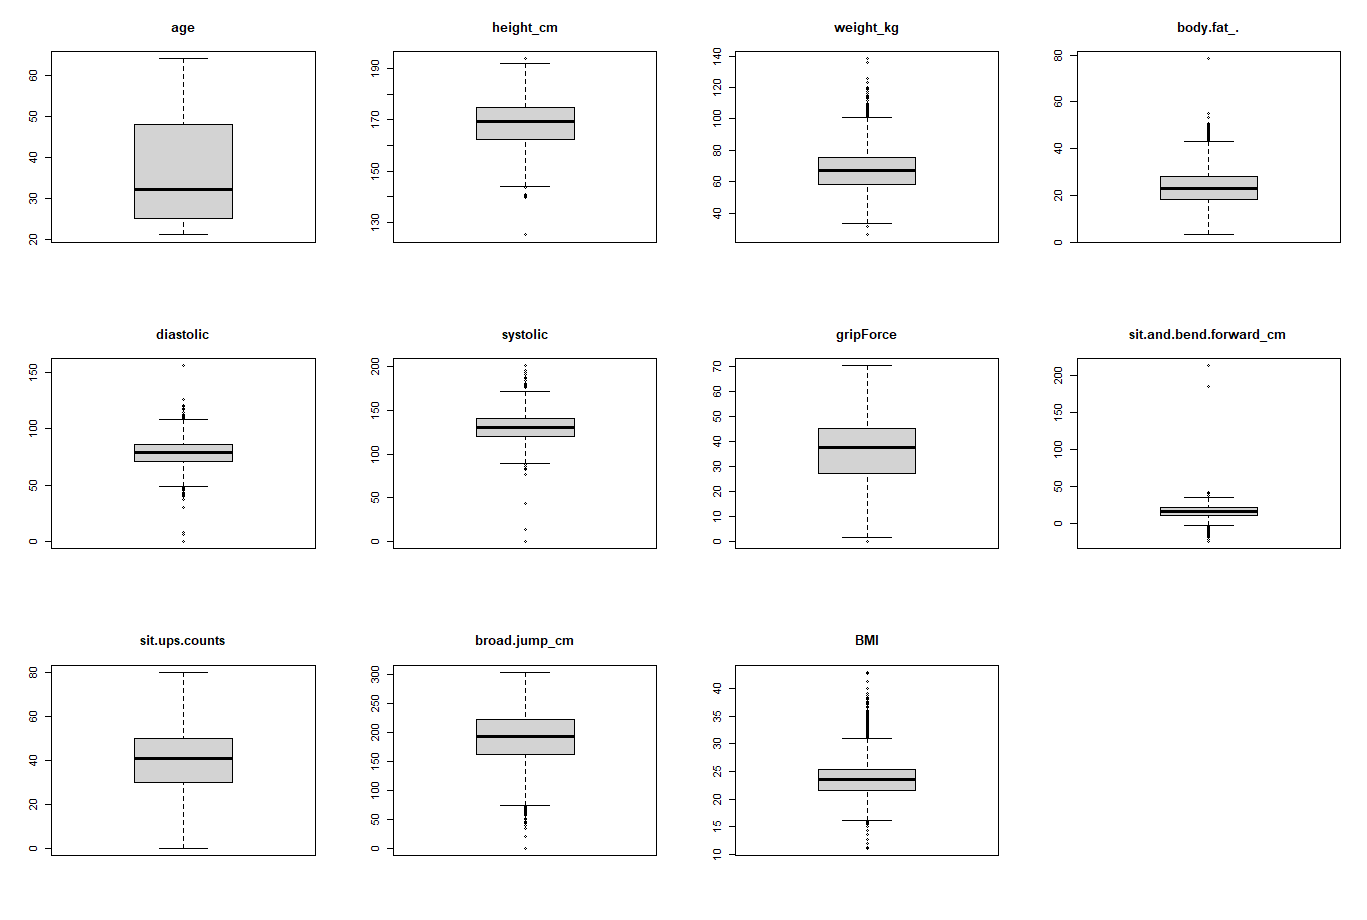 age
20 30 40 50 60
height_cm
130 150 170 190
weight_kg
40 60 80 100 120 140
body.fat_.
0 20 40 60 80
diastolic
0 50 100 150
systolic
0 50 100 150 200
gripForce
0 10 20 30 40 50 60 70
sit.and.bend.forward_cm
0 50 100 150 200
sit.ups.counts
0 20 40 60 80
broad.jump_cm
0 50 100 150 200 250 300
BMI
10 15 20 25 30 35 40